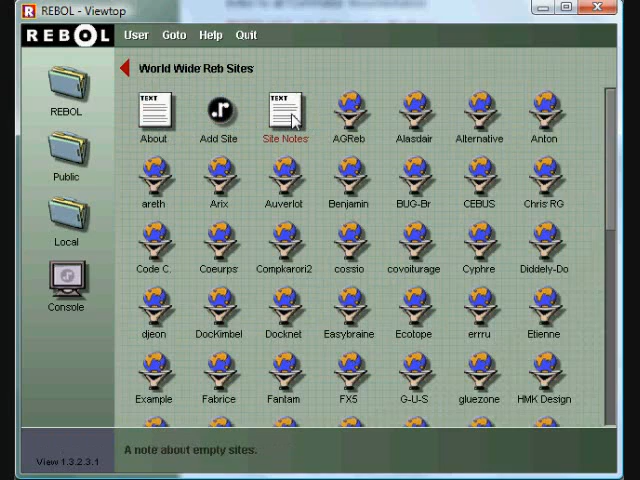 REBOL - Viewtop
REBOL User Goto Help Quit
World Wide Reb Sites
REBOL
Public
Local
Console
TEXT TEXT
About Add Site Site Notes AGReb Alasdair Alternative Anton
areth Arix Auverlot Benjamin BUG-Br CEBUS Chris RG
Code C. Coeurps Compkarori2 cossio covoiturage Cyphre Diddely-Do
djeon DocKimbel Docnet Easybraine Ecotope errru Etienne
Example Fabrice Fantam FX5 G-U-S gluezone HMK Design
View 1.3.2.3.1
A note about empty sites.